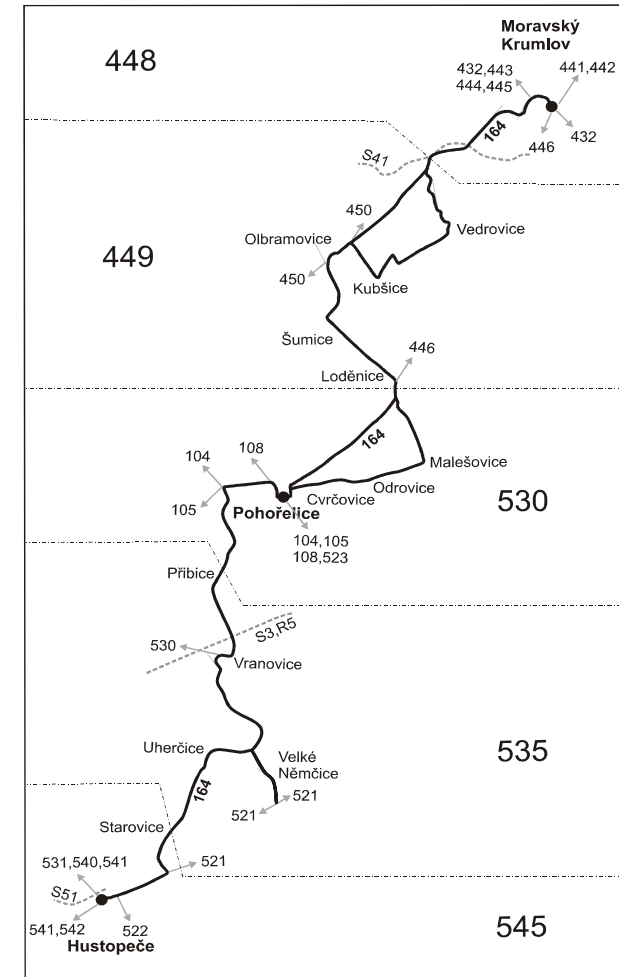 Moravský
Krumlov
448
432,443
444,445
441,442
164
446
432
S41
450
Vedrovice
Olbramovice
449
450
Kubšice
Šumice
446
Loděnice
164
108
104
Malešovice
Odrovice
530
105
Cvrčovice
Pohořelice
104,105
108,523
Přibice
S3,R5
530
Vranovice
Uherčice
535
Velké
Němčice
164
521
521
Starovice
531,540,541
521
S51
541,542
522
545
Hustopeče